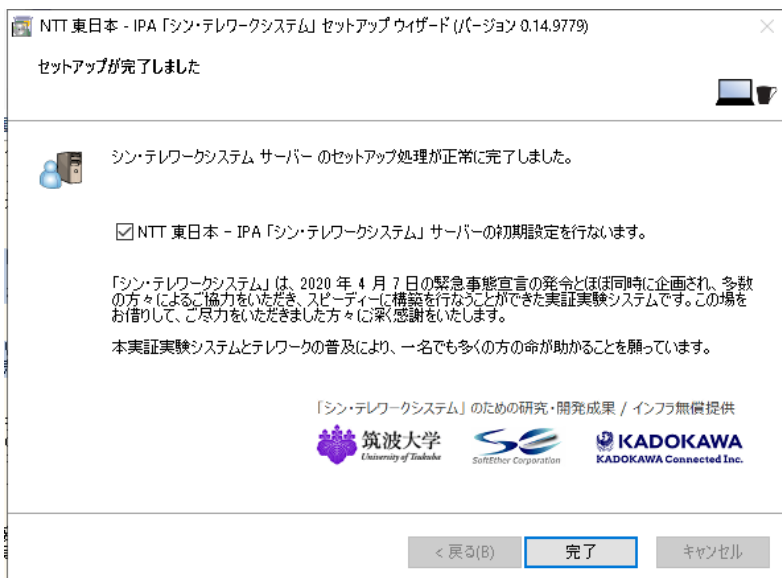 NTT 東日本 - IPA 「シン・テレワークシステム」 セットアップ ウィザード (バージョン 0.14.9779)
セットアップが完了しました
シン・テレワークシステム サーバー のセットアップ処理が正常に完了しました。
NTT 東日本 - IPA 「シン・テレワークシステム」 サーバーの初期設定を行ないます。
「シン・テレワークシステム」 は、2020 年 4 月 7 日の緊急事態宣言の発令とほぼ同時に企画され、多数
の方々によるご協力をいただき、スピーディーに構築を行なうことができた実証実験システムです。この場を
お借りして、ご尽力をいただきました方々に深く感謝をいたします。
本実証実験システムとテレワークの普及により、一名でも多くの方の命が助かることを願っています。
「シン・テレワークシステム」 のための研究・開発成果 / インフラ無償提供
筑波大学
University of Tsukuba
SoftEther Corporation
KADOKAWA
KADOKAWA Connected Inc.
< 戻る(B)
完了
キャンセル